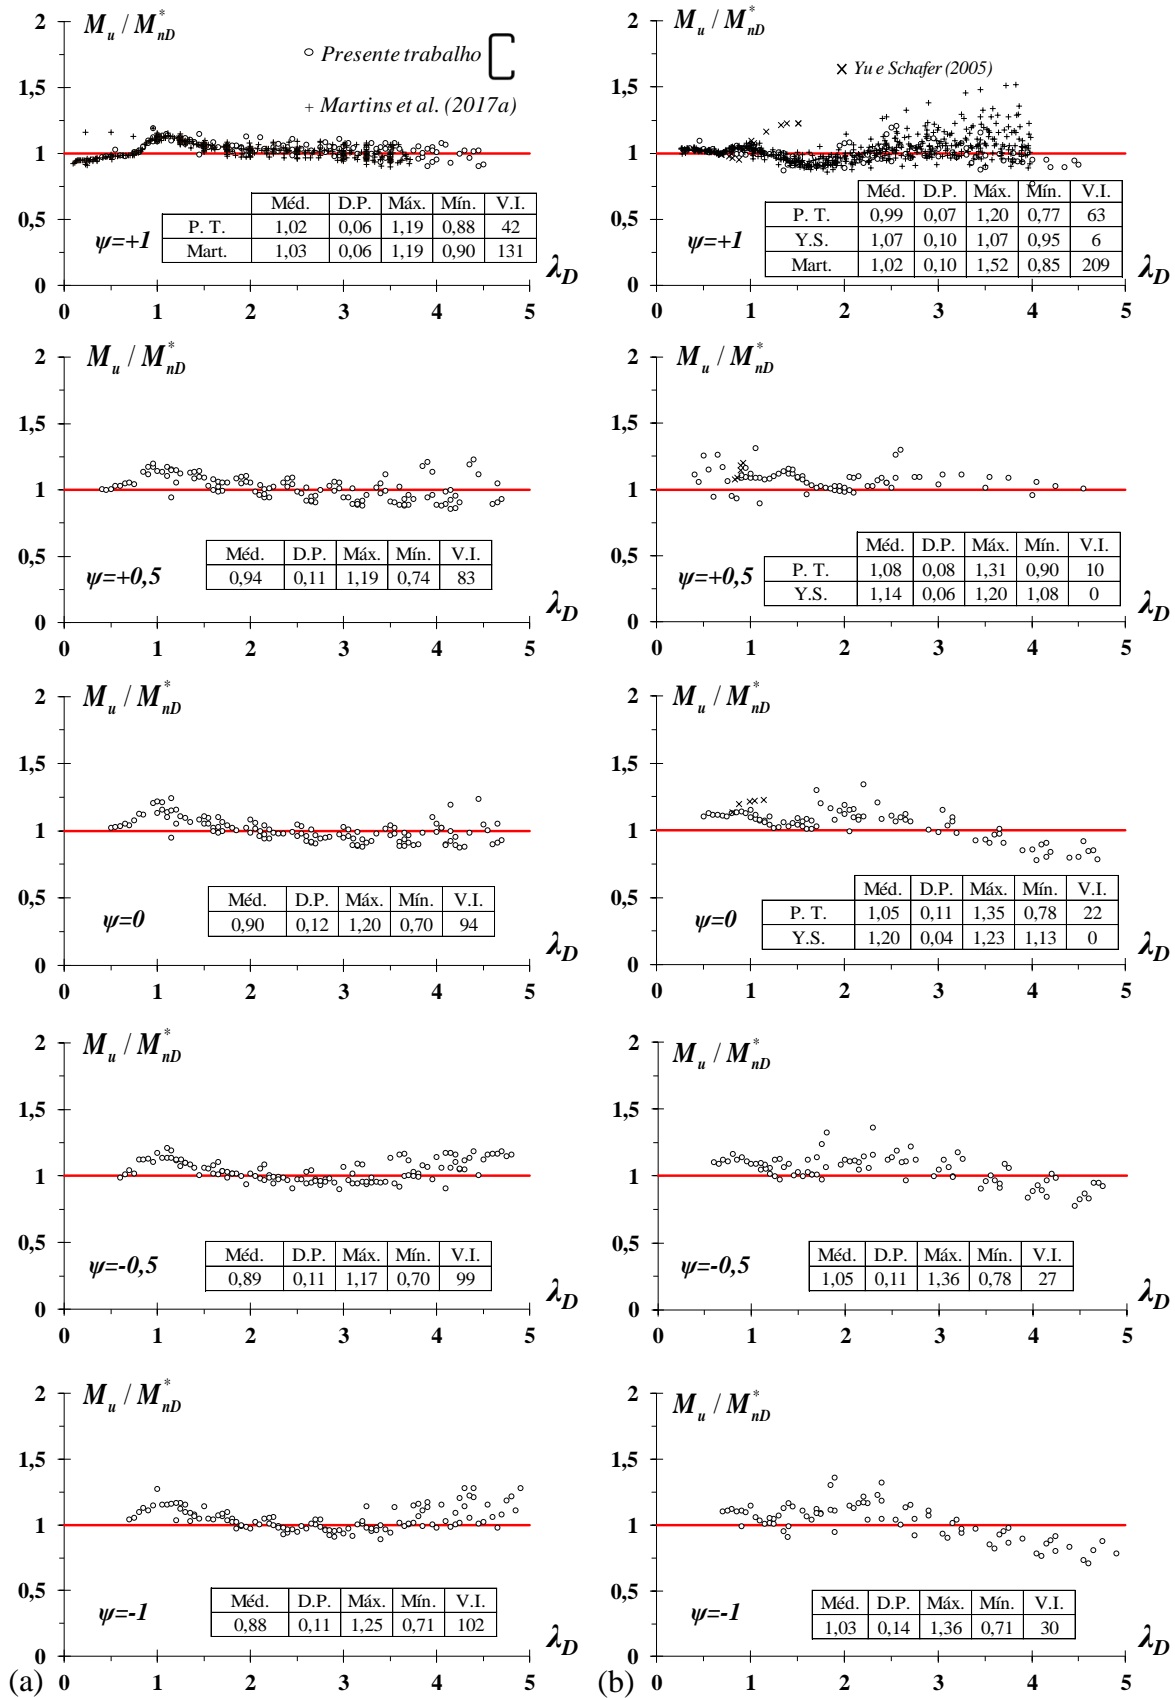 M_u / M*_nD
2
1,5
1
0,5
0
0 1 2 3 4 5
λ_D
ψ=+1
○ Presente trabalho
+ Martins et al. (2017a)
Méd. D.P. Máx. Mín. V.I.
P. T. 1,02 0,06 1,19 0,88 42
Mart. 1,03 0,06 1,19 0,90 131
M_u / M*_nD
2
1,5
1
0,5
0
0 1 2 3 4 5
λ_D
ψ=+1
× Yu e Schafer (2005)
Méd. D.P. Máx. Mín. V.I.
P. T. 0,99 0,07 1,20 0,77 63
Y.S. 1,07 0,10 1,07 0,95 6
Mart. 1,02 0,10 1,52 0,85 209
M_u / M*_nD
2
1,5
1
0,5
0
0 1 2 3 4 5
λ_D
ψ=+0,5
Méd. D.P. Máx. Mín. V.I.
0,94 0,11 1,19 0,74 83
M_u / M*_nD
2
1,5
1
0,5
0
0 1 2 3 4 5
λ_D
ψ=+0,5
Méd. D.P. Máx. Mín. V.I.
P. T. 1,08 0,08 1,31 0,90 10
Y.S. 1,14 0,06 1,20 1,08 0
M_u / M*_nD
2
1,5
1
0,5
0
0 1 2 3 4 5
λ_D
ψ=0
Méd. D.P. Máx. Mín. V.I.
0,90 0,12 1,20 0,70 94
M_u / M*_nD
2
1,5
1
0,5
0
0 1 2 3 4 5
λ_D
ψ=0
Méd. D.P. Máx. Mín. V.I.
P. T. 1,05 0,11 1,35 0,78 22
Y.S. 1,20 0,04 1,23 1,13 0
M_u / M*_nD
2
1,5
1
0,5
0
0 1 2 3 4 5
λ_D
ψ=-0,5
Méd. D.P. Máx. Mín. V.I.
0,89 0,11 1,17 0,70 99
M_u / M*_nD
2
1,5
1
0,5
0
0 1 2 3 4 5
λ_D
ψ=-0,5
Méd. D.P. Máx. Mín. V.I.
1,05 0,11 1,36 0,78 27
M_u / M*_nD
2
1,5
1
0,5
0
0 1 2 3 4 5
λ_D
ψ=-1
Méd. D.P. Máx. Mín. V.I.
0,88 0,11 1,25 0,71 102
(a)
M_u / M*_nD
2
1,5
1
0,5
0
0 1 2 3 4 5
λ_D
ψ=-1
Méd. D.P. Máx. Mín. V.I.
1,03 0,14 1,36 0,71 30
(b)